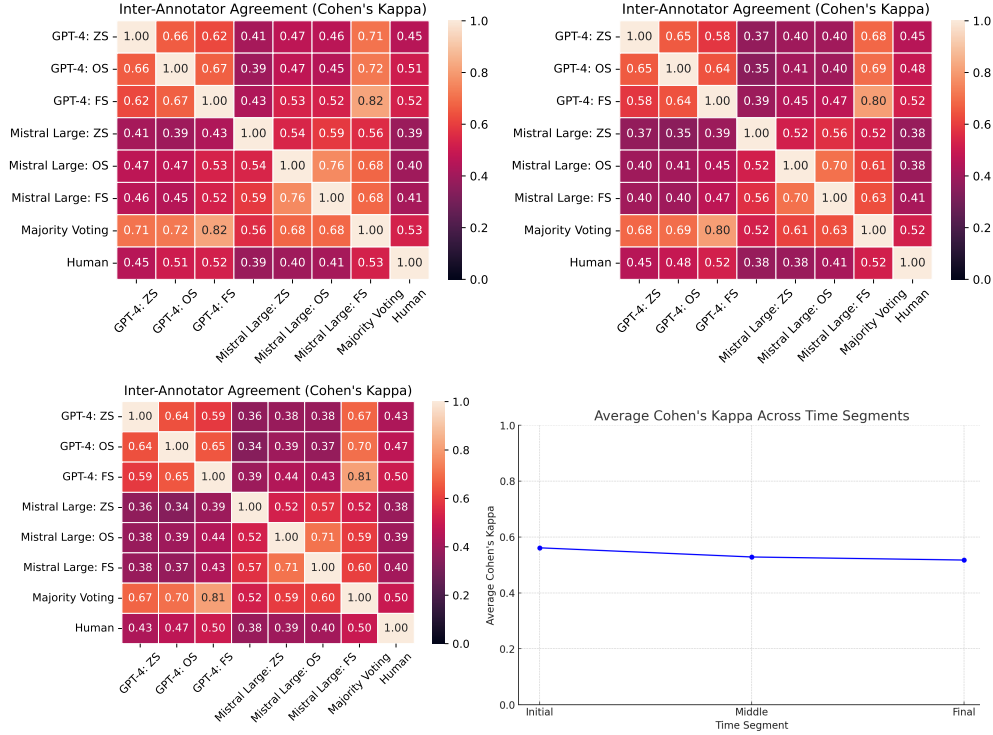 Inter-Annotator Agreement (Cohen's Kappa)
GPT-4: ZS 1.00 0.66 0.62 0.41 0.47 0.46 0.71 0.45
GPT-4: OS 0.66 1.00 0.67 0.39 0.47 0.45 0.72 0.51
GPT-4: FS 0.62 0.67 1.00 0.43 0.53 0.52 0.82 0.52
Mistral Large: ZS 0.41 0.39 0.43 1.00 0.54 0.59 0.56 0.39
Mistral Large: OS 0.47 0.47 0.53 0.54 1.00 0.76 0.68 0.40
Mistral Large: FS 0.46 0.45 0.52 0.59 0.76 1.00 0.68 0.41
Majority Voting 0.71 0.72 0.82 0.56 0.68 0.68 1.00 0.53
Human 0.45 0.51 0.52 0.39 0.40 0.41 0.53 1.00
GPT-4: ZS GPT-4: OS GPT-4: FS Mistral Large: ZS Mistral Large: OS Mistral Large: FS Majority Voting Human
1.0
0.8
0.6
0.4
0.2
0.0
Inter-Annotator Agreement (Cohen's Kappa)
GPT-4: ZS 1.00 0.65 0.58 0.37 0.40 0.40 0.68 0.45
GPT-4: OS 0.65 1.00 0.64 0.35 0.41 0.40 0.69 0.48
GPT-4: FS 0.58 0.64 1.00 0.39 0.45 0.47 0.80 0.52
Mistral Large: ZS 0.37 0.35 0.39 1.00 0.52 0.56 0.52 0.38
Mistral Large: OS 0.40 0.41 0.45 0.52 1.00 0.70 0.61 0.38
Mistral Large: FS 0.40 0.40 0.47 0.56 0.70 1.00 0.63 0.41
Majority Voting 0.68 0.69 0.80 0.52 0.61 0.63 1.00 0.52
Human 0.45 0.48 0.52 0.38 0.38 0.41 0.52 1.00
GPT-4: ZS GPT-4: OS GPT-4: FS Mistral Large: ZS Mistral Large: OS Mistral Large: FS Majority Voting Human
1.0
0.8
0.6
0.4
0.2
0.0
Inter-Annotator Agreement (Cohen's Kappa)
GPT-4: ZS 1.00 0.64 0.59 0.36 0.38 0.38 0.67 0.43
GPT-4: OS 0.64 1.00 0.65 0.34 0.39 0.37 0.70 0.47
GPT-4: FS 0.59 0.65 1.00 0.39 0.44 0.43 0.81 0.50
Mistral Large: ZS 0.36 0.34 0.39 1.00 0.52 0.57 0.52 0.38
Mistral Large: OS 0.38 0.39 0.44 0.52 1.00 0.71 0.59 0.39
Mistral Large: FS 0.38 0.37 0.43 0.57 0.71 1.00 0.60 0.40
Majority Voting 0.67 0.70 0.81 0.52 0.59 0.60 1.00 0.50
Human 0.43 0.47 0.50 0.38 0.39 0.40 0.50 1.00
GPT-4: ZS GPT-4: OS GPT-4: FS Mistral Large: ZS Mistral Large: OS Mistral Large: FS Majority Voting Human
1.0
0.8
0.6
0.4
0.2
0.0
Average Cohen's Kappa Across Time Segments
Average Cohen's Kappa
1.0
0.8
0.6
0.4
0.2
0.0
Initial Middle Final
Time Segment